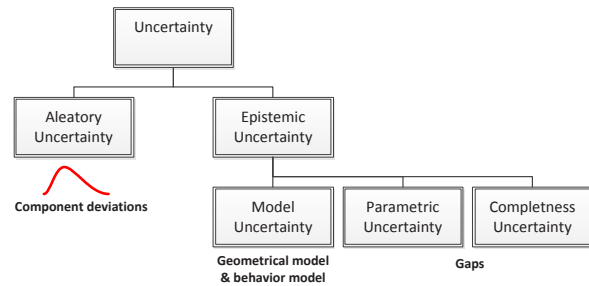 Uncertainty
Aleatory
Uncertainty
Epistemic
Uncertainty
Component deviations
Model
Uncertainty
Parametric
Uncertainty
Completness
Uncertainty
Geometrical model
& behavior model
Gaps